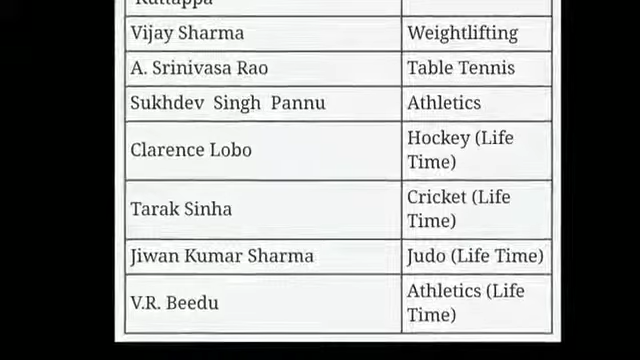 Kuttappa
Vijay Sharma Weightlifting
A. Srinivasa Rao Table Tennis
Sukhdev Singh Pannu Athletics
Clarence Lobo Hockey (Life
Time)
Tarak Sinha Cricket (Life
Time)
Jiwan Kumar Sharma Judo (Life Time)
V.R. Beedu Athletics (Life
Time)